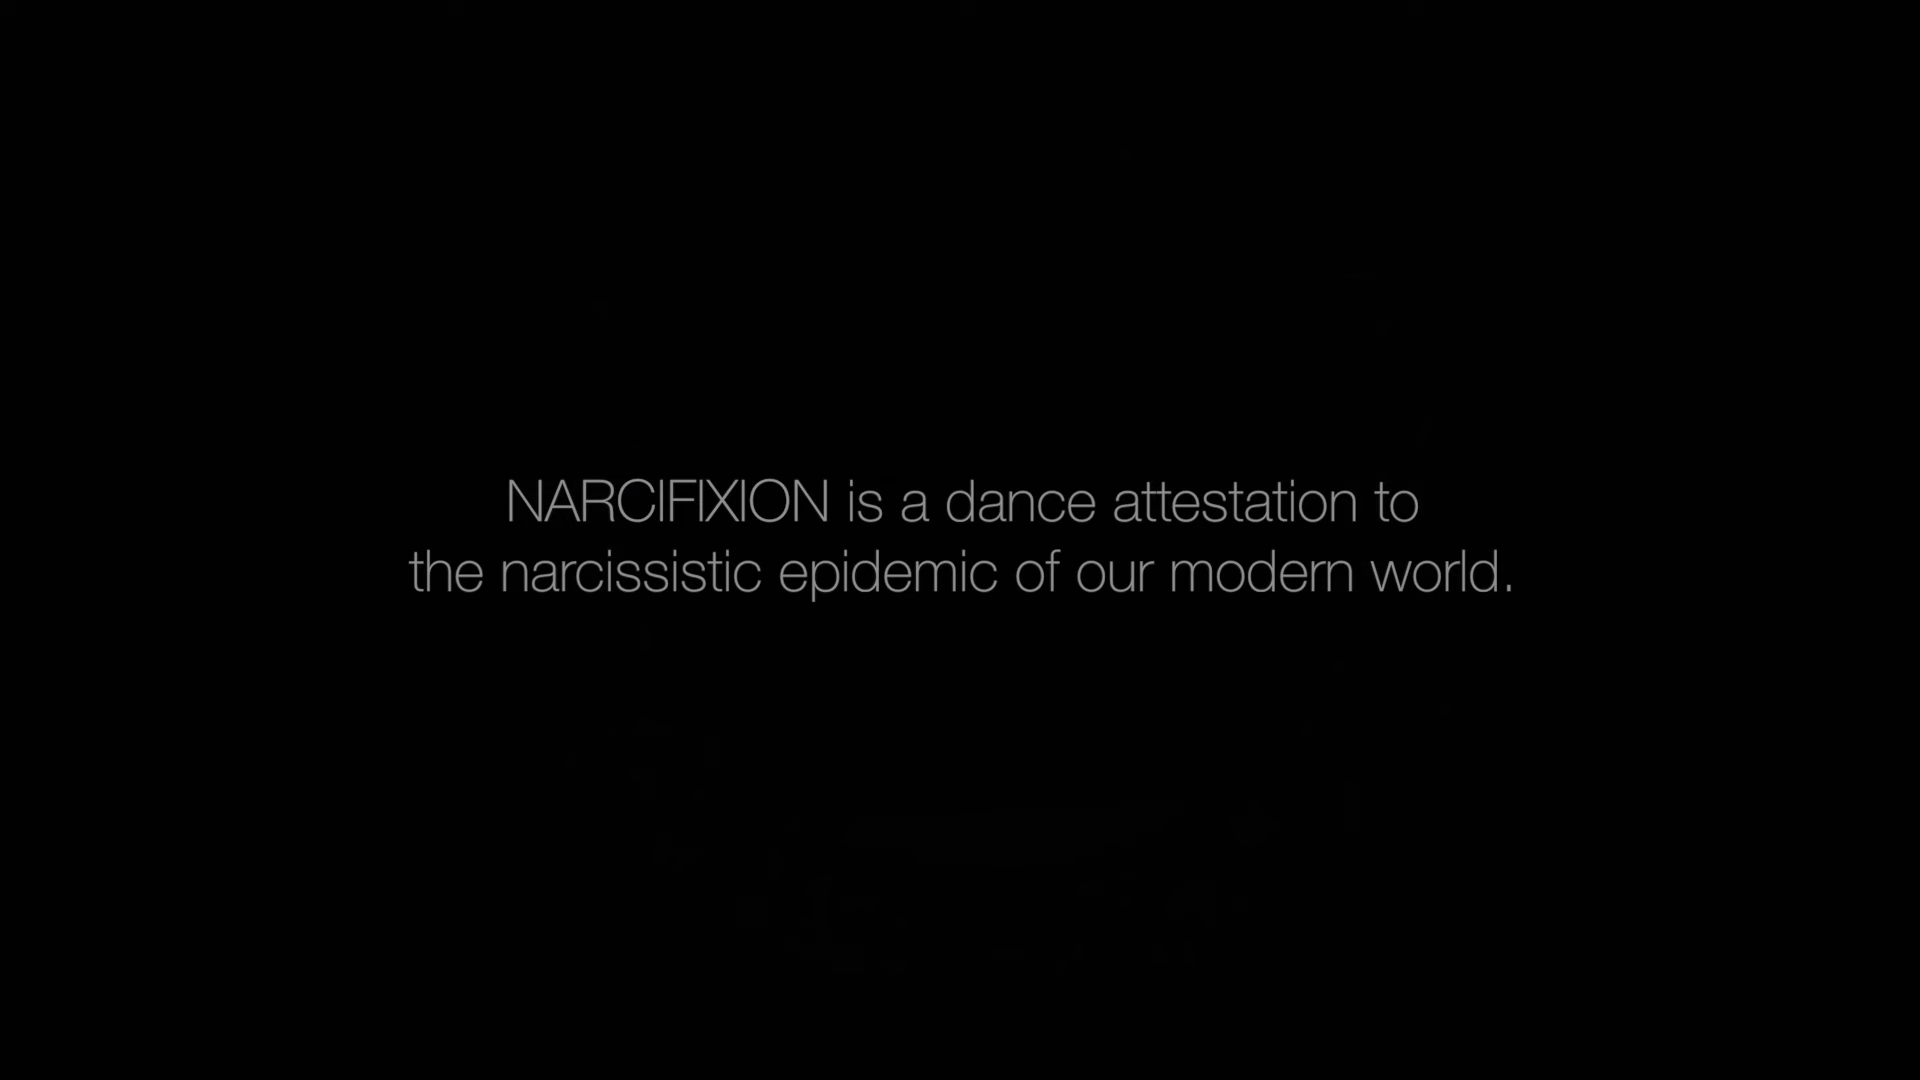 NARCIFIXION is a dance attestation to
the narcissistic epidemic of our modern world.